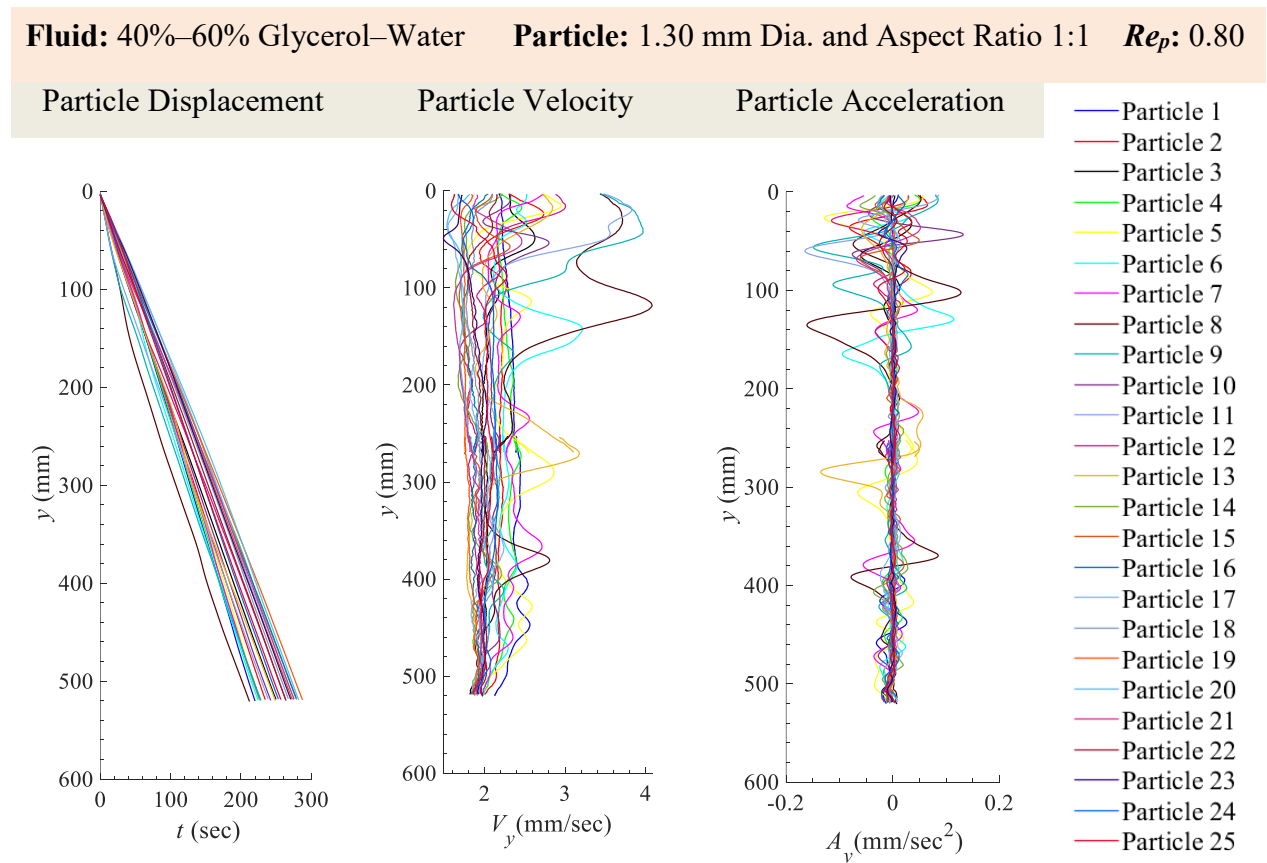 Fluid: 40%–60% Glycerol–Water Particle: 1.30 mm Dia. and Aspect Ratio 1:1 Rep: 0.80
Particle Displacement Particle Velocity Particle Acceleration
0
100
200
300
400
500
600
y (mm)
0 100 200 300
t (sec)
0
100
200
300
400
500
600
y (mm)
2 3 4
Vy(mm/sec)
0
100
200
300
400
500
600
y (mm)
-0.2 0 0.2
Ay(mm/sec2)
Particle 1
Particle 2
Particle 3
Particle 4
Particle 5
Particle 6
Particle 7
Particle 8
Particle 9
Particle 10
Particle 11
Particle 12
Particle 13
Particle 14
Particle 15
Particle 16
Particle 17
Particle 18
Particle 19
Particle 20
Particle 21
Particle 22
Particle 23
Particle 24
Particle 25